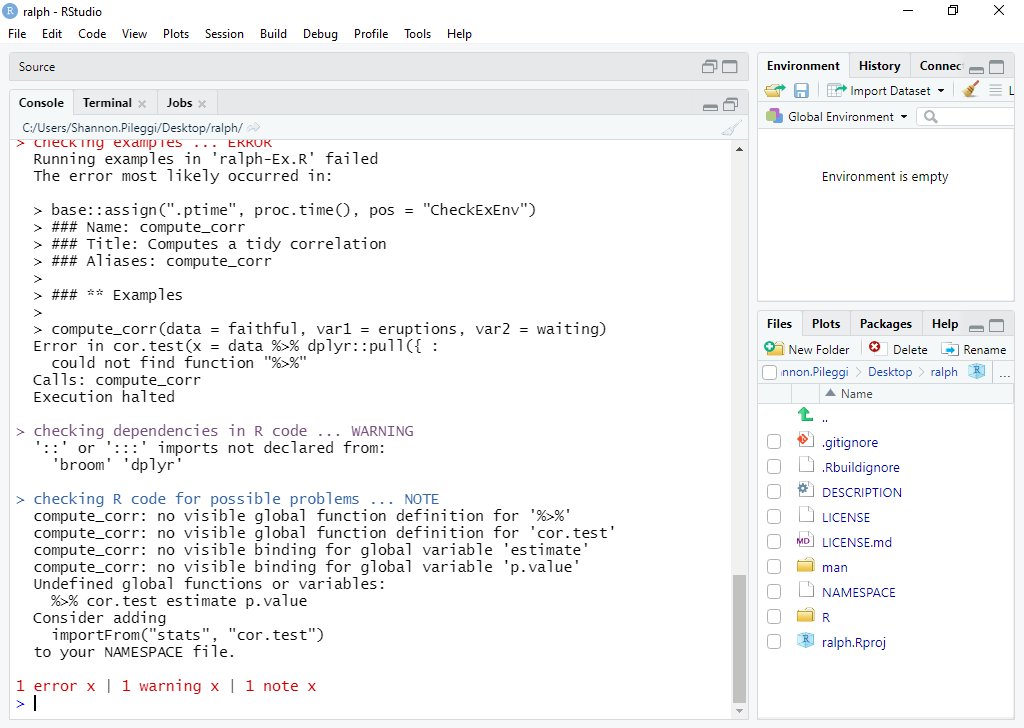 ralph - RStudio
File Edit Code View Plots Session Build Debug Profile Tools Help
Source
Console Terminal Jobs
C:/Users/Shannon.Pileggi/Desktop/ralph/
> checking examples ... ERROR
Running examples in 'ralph-Ex.R' failed
The error most likely occurred in:
> base::assign(".ptime", proc.time(), pos = "CheckExEnv")
> ### Name: compute_corr
> ### Title: Computes a tidy correlation
> ### Aliases: compute_corr
>
> ### ** Examples
>
> compute_corr(data = faithful, var1 = eruptions, var2 = waiting)
Error in cor.test(x = data %>% dplyr::pull({ :
could not find function "%>%"
Calls: compute_corr
Execution halted
> checking dependencies in R code ... WARNING
'::' or ':::' imports not declared from:
'broom' 'dplyr'
> checking R code for possible problems ... NOTE
compute_corr: no visible global function definition for '%>%'
compute_corr: no visible global function definition for 'cor.test'
compute_corr: no visible binding for global variable 'estimate'
compute_corr: no visible binding for global variable 'p.value'
Undefined global functions or variables:
%>% cor.test estimate p.value
Consider adding
importFrom("stats", "cor.test")
to your NAMESPACE file.
1 error x | 1 warning x | 1 note x
>
Environment History Connec
Import Dataset L
Global Environment
Environment is empty
Files Plots Packages Help
New Folder Delete Rename
nnon.Pileggi > Desktop > ralph ...
Name
..
.gitignore
.Rbuildignore
DESCRIPTION
LICENSE
LICENSE.md
man
NAMESPACE
R
ralph.Rproj